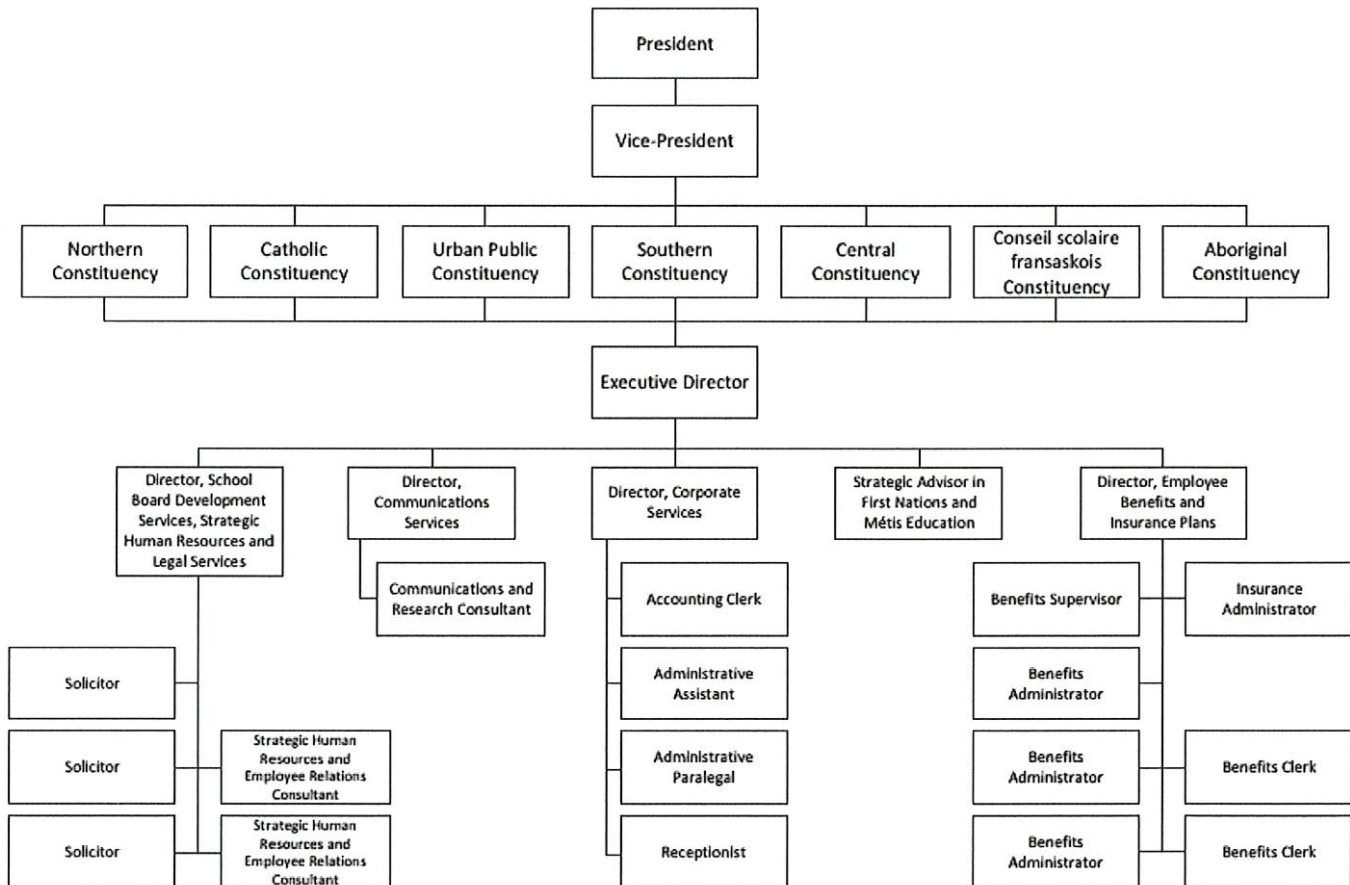 President
Vice-President
Northern
Constituency
Catholic
Constituency
Urban Public
Constituency
Southern
Constituency
Central
Constituency
Conseil scolaire
fransaskois
Constituency
Aboriginal
Constituency
Executive Director
Director, School
Board Development
Services, Strategic
Human Resources and
Legal Services
Director,
Communications
Services
Director, Corporate
Services
Strategic Advisor in
First Nations and
Métis Education
Director, Employee
Benefits and
Insurance Plans
Communications and
Research Consultant
Accounting Clerk
Benefits Supervisor
Insurance
Administrator
Solicitor
Administrative
Assistant
Benefits
Administrator
Solicitor
Strategic Human
Resources and
Employee Relations
Consultant
Administrative
Paralegal
Benefits
Administrator
Benefits Clerk
Solicitor
Strategic Human
Resources and
Employee Relations
Consultant
Receptionist
Benefits
Administrator
Benefits Clerk